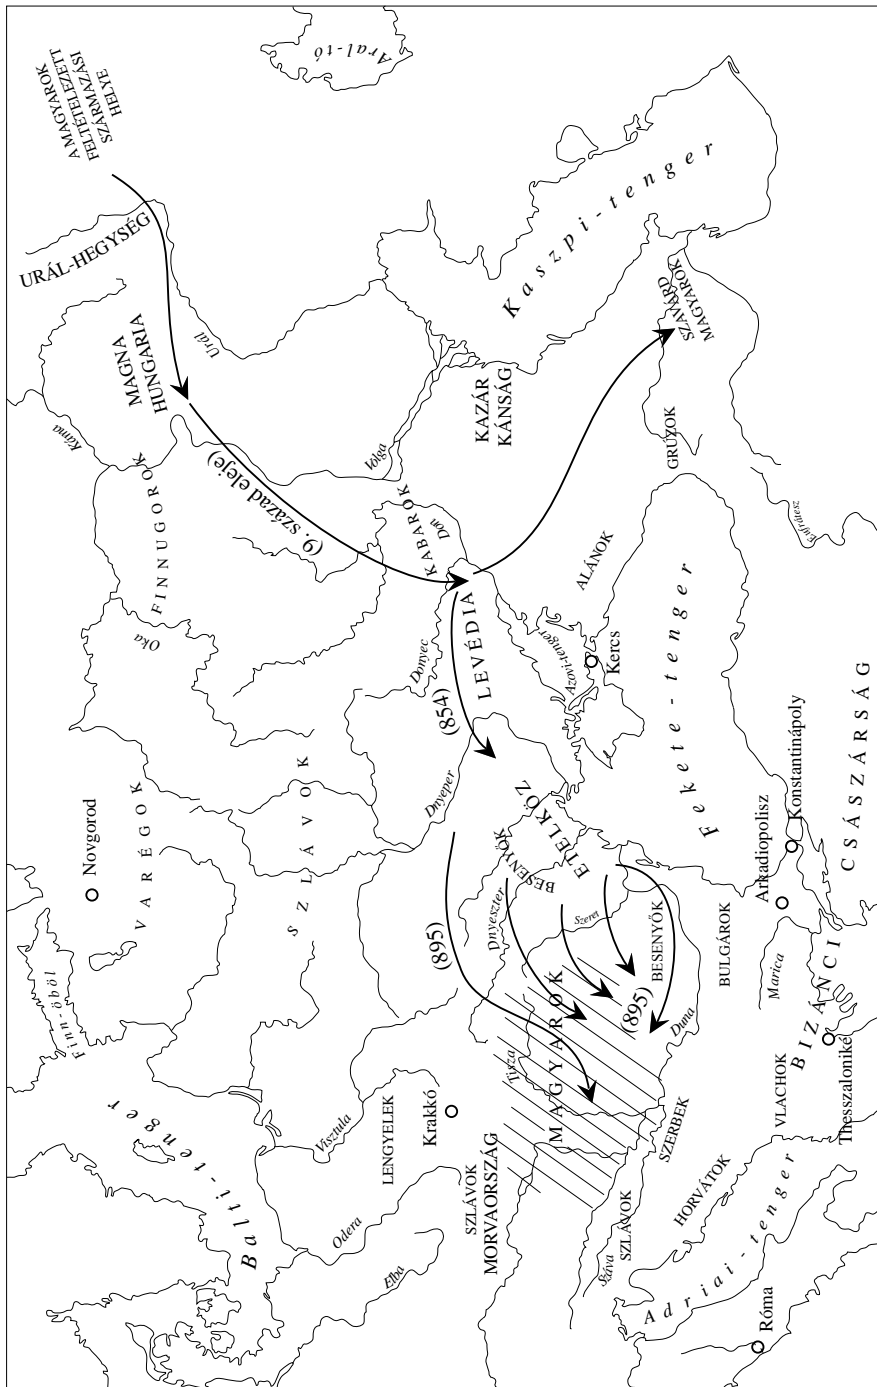 A MAGYAROK
FELTÉTELEZETT
SZÁRMAZÁSI
HELYE
Aral-tó
URÁL-HEGYSÉG
MAGNA
HUNGARIA
Urál
Káma
Kaszpi-tenger
SZAVÁRD
MAGYAROK
KAZÁR
KÁNSÁG
Volga
(9. század eleje)
FINNUGOROK
KABAROK
Don
GRÚZOK
Eufrátesz
ALÁNOK
Oka
Donyec
LEVÉDIA
Azovi-tenger
Kercs
(854)
Dnyeper
Fekete-tenger
Novgorod
VARÉGOK
SZLÁVOK
ETELKÖZ
BESENYŐK
Dnyeszter
Szeret
(895)
BESENYŐK
(895)
BULGÁROK
Arkadiopolisz
Konstantinápoly
BIZÁNCI
CSÁSZÁRSÁG
Marica
Finn-öböl
Balti-tenger
Visztula
LENGYELEK
Krakkó
Tisza
MAGYAROK
Duna
SZERBEK
VLACHOK
Thesszaloniké
Odera
Elba
SZLÁVOK
MORVAORSZÁG
SZLÁVOK
Száva
HORVÁTOK
Adriai-tenger
Róma